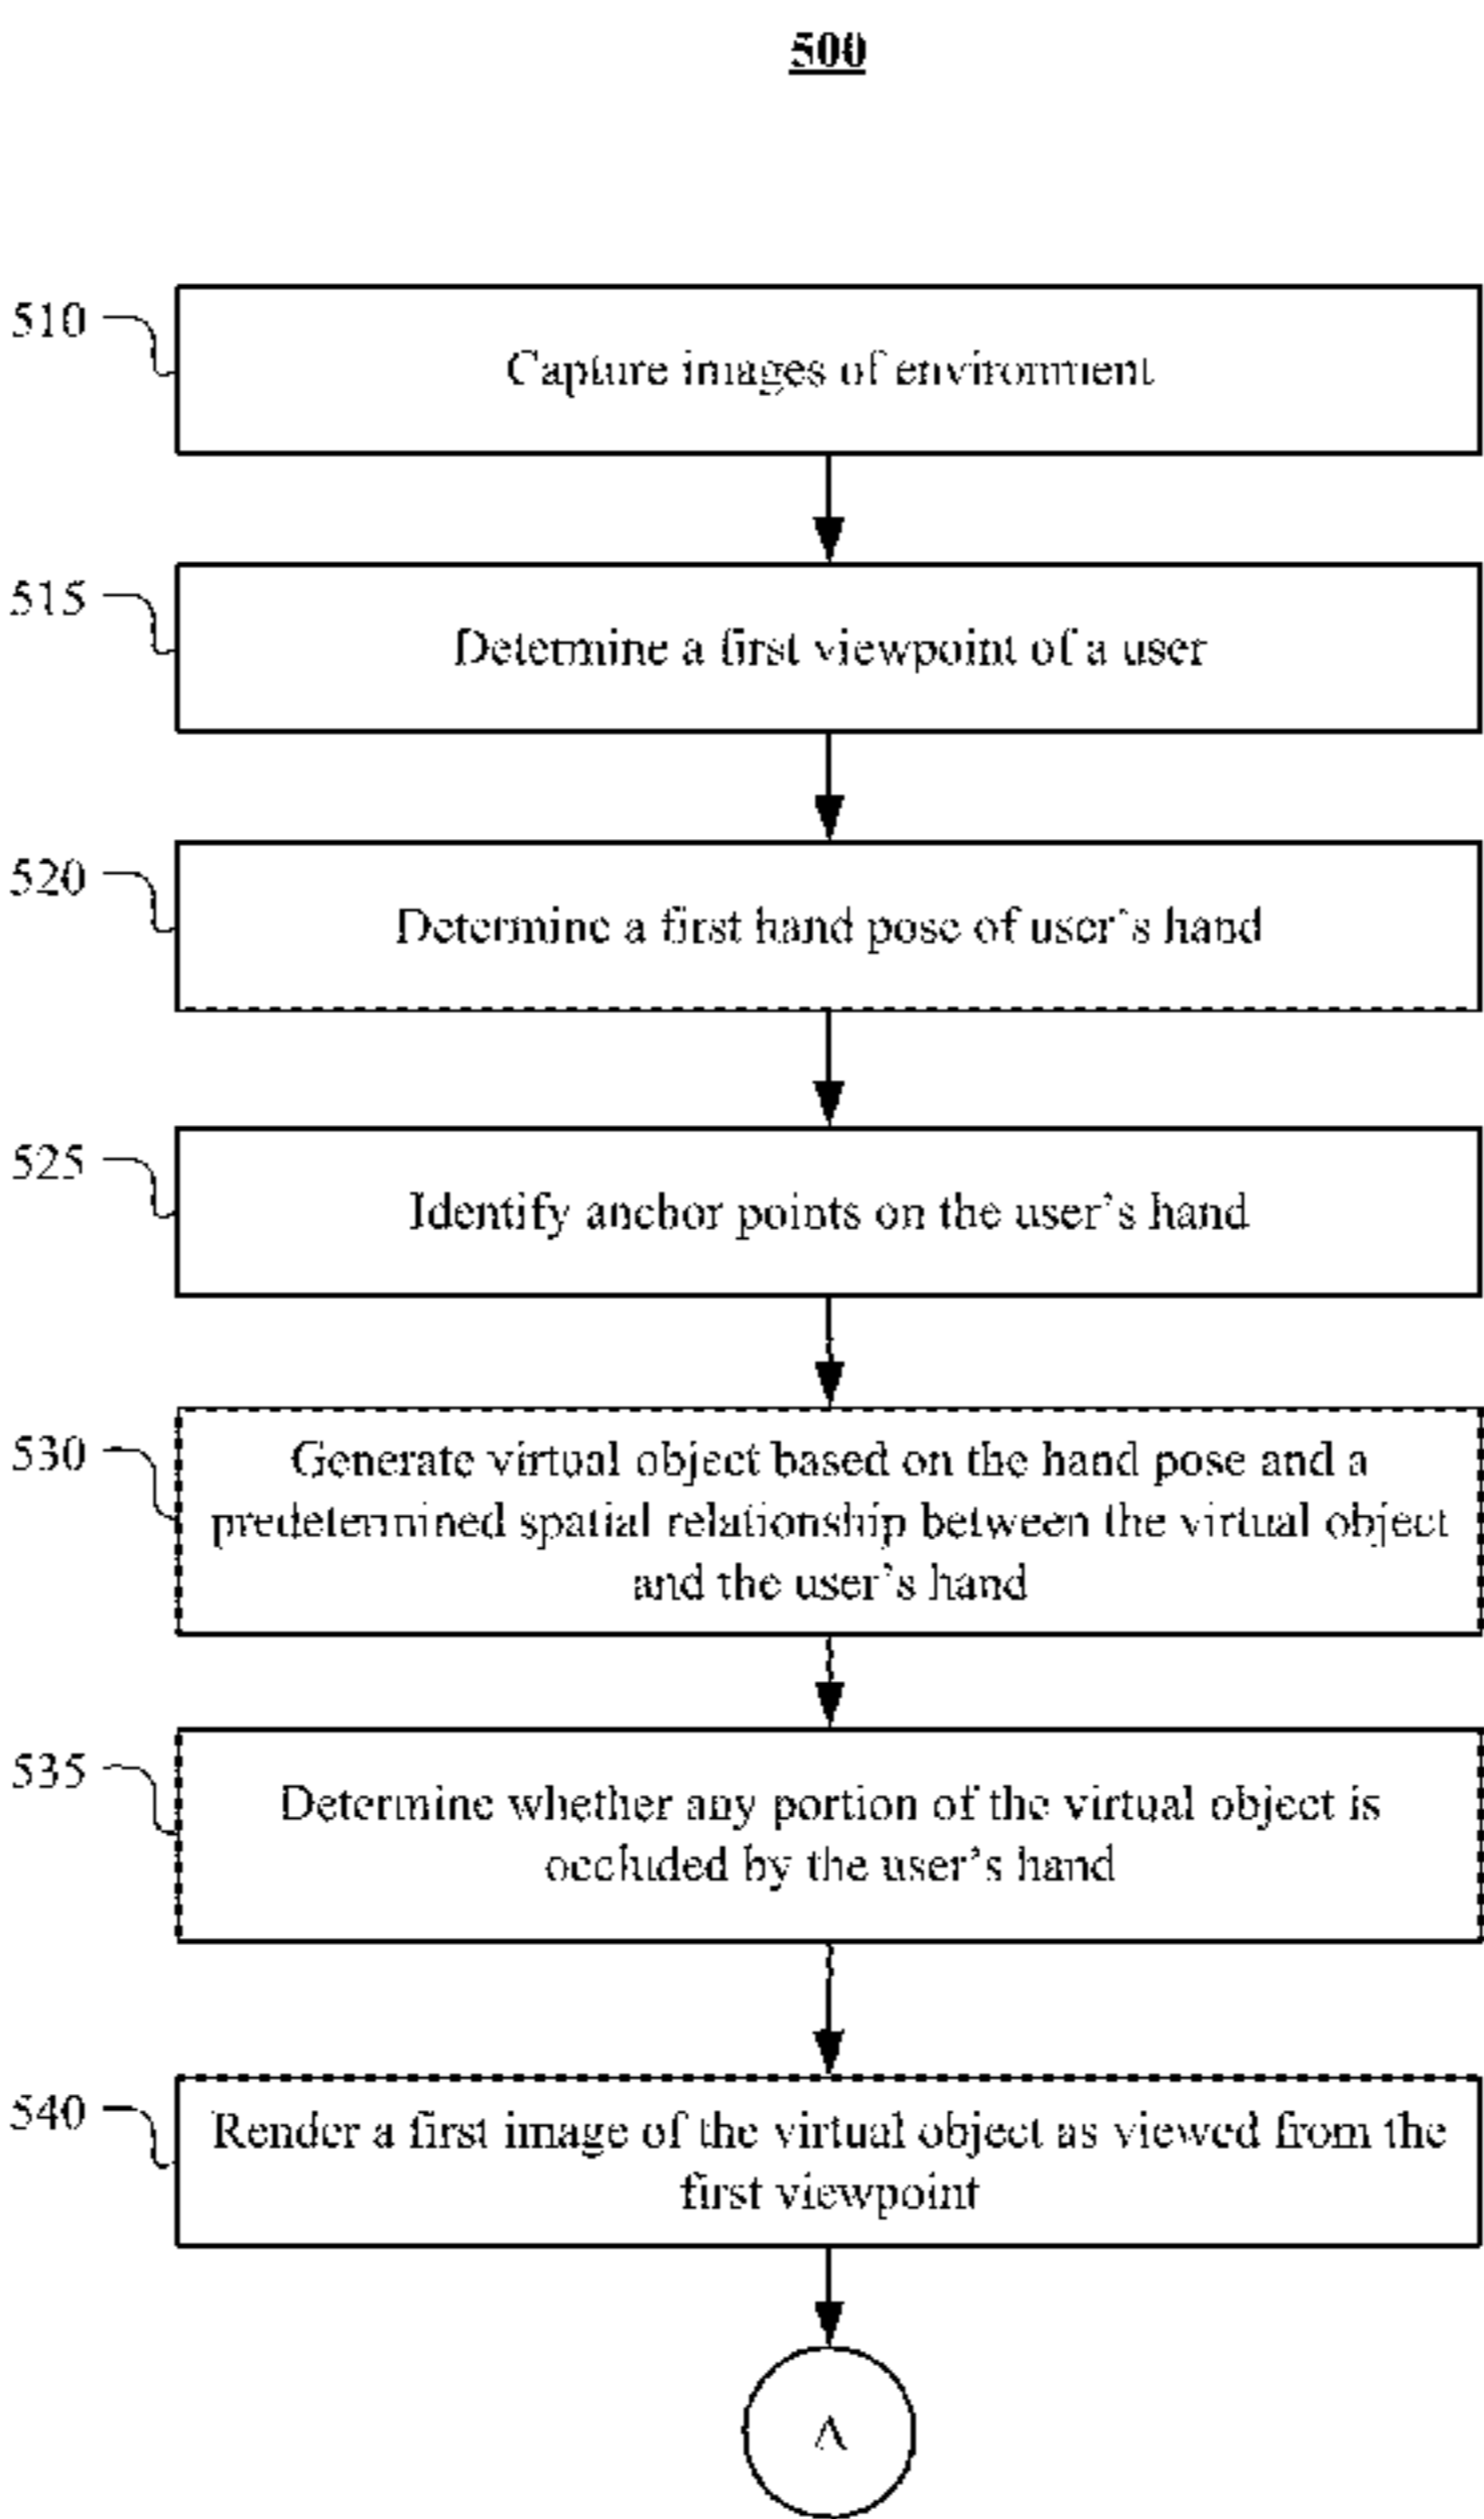 500
510
Capture images of environment
515
Determine a first viewpoint of a user
520
Determine a first hand pose of user's hand
525
Identify anchor points on the user's hand
530
Generate virtual object based on the hand pose and a
predetermined spatial relationship between the virtual object
and the user's hand
535
Determine whether any portion of the virtual object is
occluded by the user's hand
540
Render a first image of the virtual object as viewed from the
first viewpoint
A